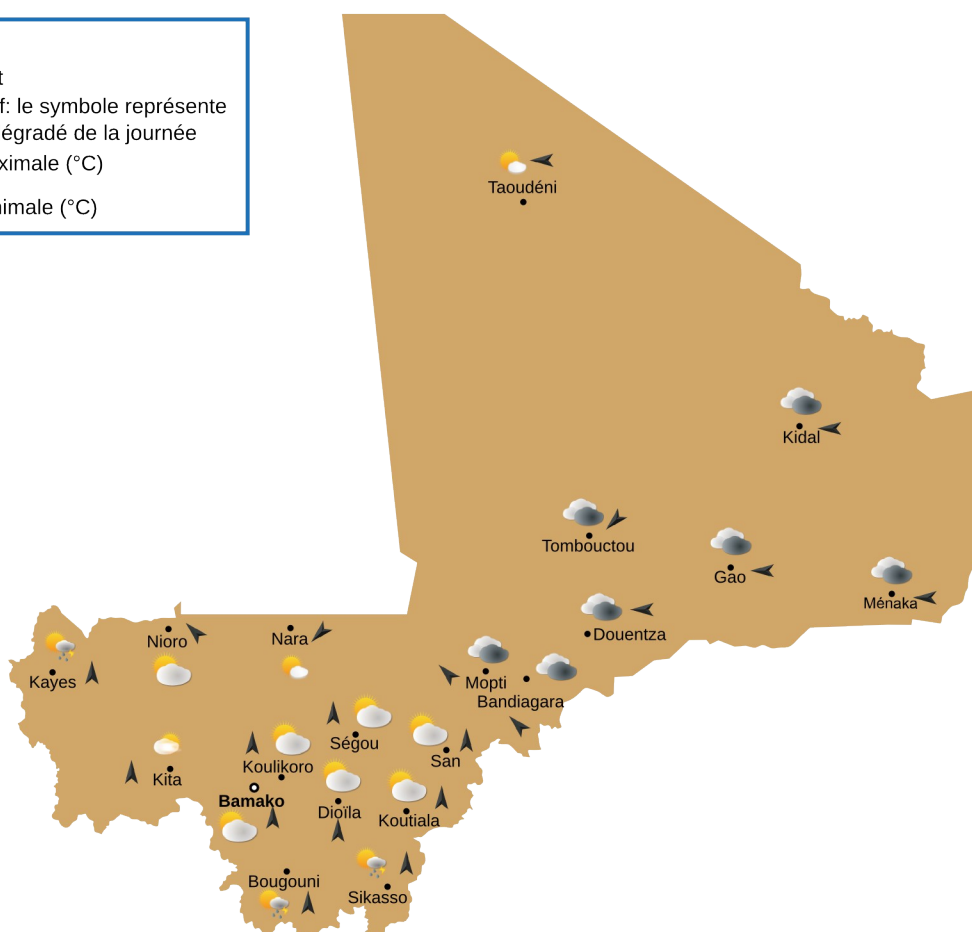 t
f: le symbole représente
égradé de la journée
ximale (°C)
imale (°C)
Taoudéni
Kidal
Tombouctou
Gao
Ménaka
Douentza
Nioro
Nara
Kayes
Mopti
Bandiagara
Ségou
San
Koulikoro
Kita
Bamako
Dioïla
Koutiala
Bougouni
Sikasso